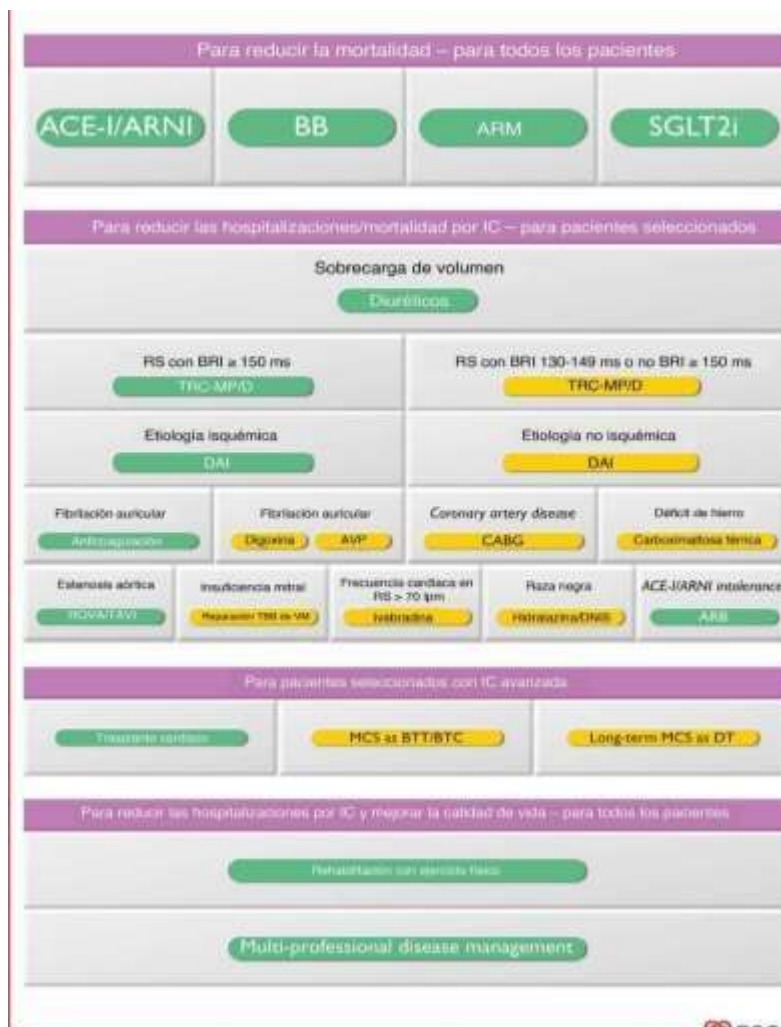 Para reducir la mortalidad – para todos los pacientes
ACE-I/ARNI
BB
ARM
SGLT2i
Para reducir las hospitalizaciones/mortalidad por IC – para pacientes seleccionados
Sobrecarga de volumen
Diuréticos
RS con BRI ≥ 150 ms
TRC-MP/D
RS con BRI 130-149 ms o no BRI ≥ 150 ms
TRC-MP/D
Etiología isquémica
DAI
Etiología no isquémica
DAI
Fibrilación auricular
Anticoagulación
Fibrilación auricular
Digoxina
AVP
Coronary artery disease
CABG
Déficit de hierro
Carboximaltosa férrica
Estenosis aórtica
Insuficiencia mitral
Reparación TBB de VM
Frecuencia cardiaca en
RS > 70 lpm
Ivabradina
Raza negra
Hidralazina/DNIS
ACE-I/ARNI intolerance
ARB
Para pacientes seleccionados con IC avanzada
Trasplante cardiaco
MCS as BTT/BTC
Long-term MCS as DT
Para reducir las hospitalizaciones por IC y mejorar la calidad de vida – para todos los pacientes
Rehabilitación con ejercicio físico
Multi-professional disease management